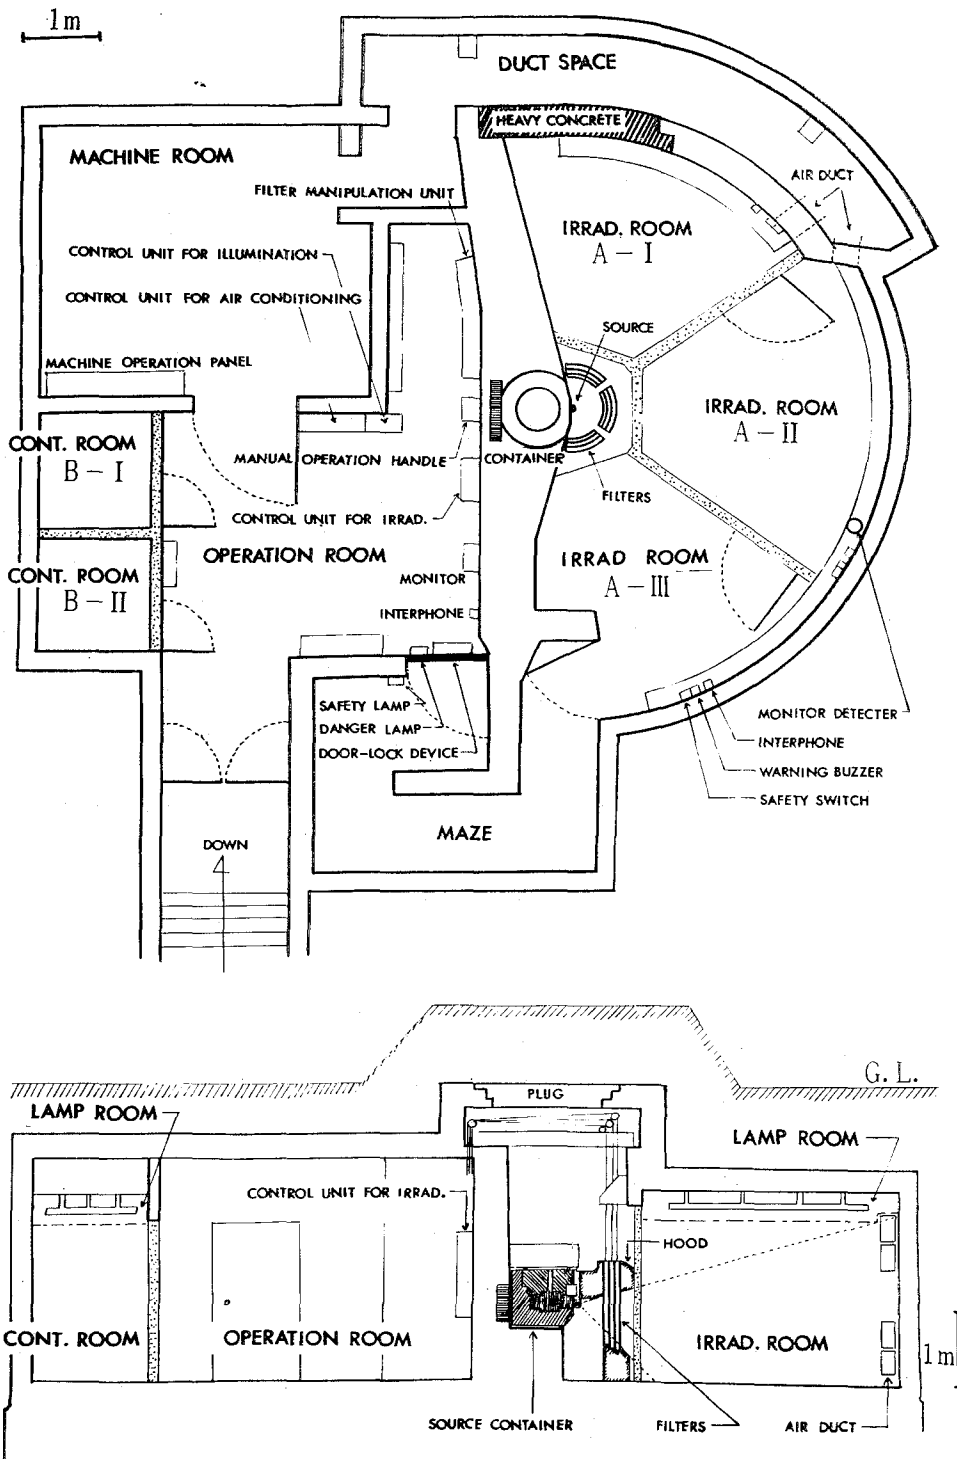 1m
DUCT SPACE
HEAVY CONCRETE
MACHINE ROOM
AIR DUCT
FILTER MANIPULATION UNIT
IRRAD. ROOM
A-I
CONTROL UNIT FOR ILLUMINATION
CONTROL UNIT FOR AIR CONDITIONING
SOURCE
MACHINE OPERATION PANEL
IRRAD. ROOM
A-II
CONT. ROOM
B-I
MANUAL OPERATION HANDLE
CONTAINER
FILTERS
CONTROL UNIT FOR IRRAD.
OPERATION ROOM
IRRAD ROOM
A-III
CONT. ROOM
B-II
MONITOR
INTERPHONE
SAFETY LAMP
DANGER LAMP
DOOR-LOCK DEVICE
MONITOR DETECTER
INTERPHONE
WARNING BUZZER
SAFETY SWITCH
MAZE
DOWN
G.L.
PLUG
LAMP ROOM
LAMP ROOM
CONTROL UNIT FOR IRRAD.
HOOD
CONT. ROOM
OPERATION ROOM
IRRAD. ROOM
1m
SOURCE CONTAINER
FILTERS
AIR DUCT